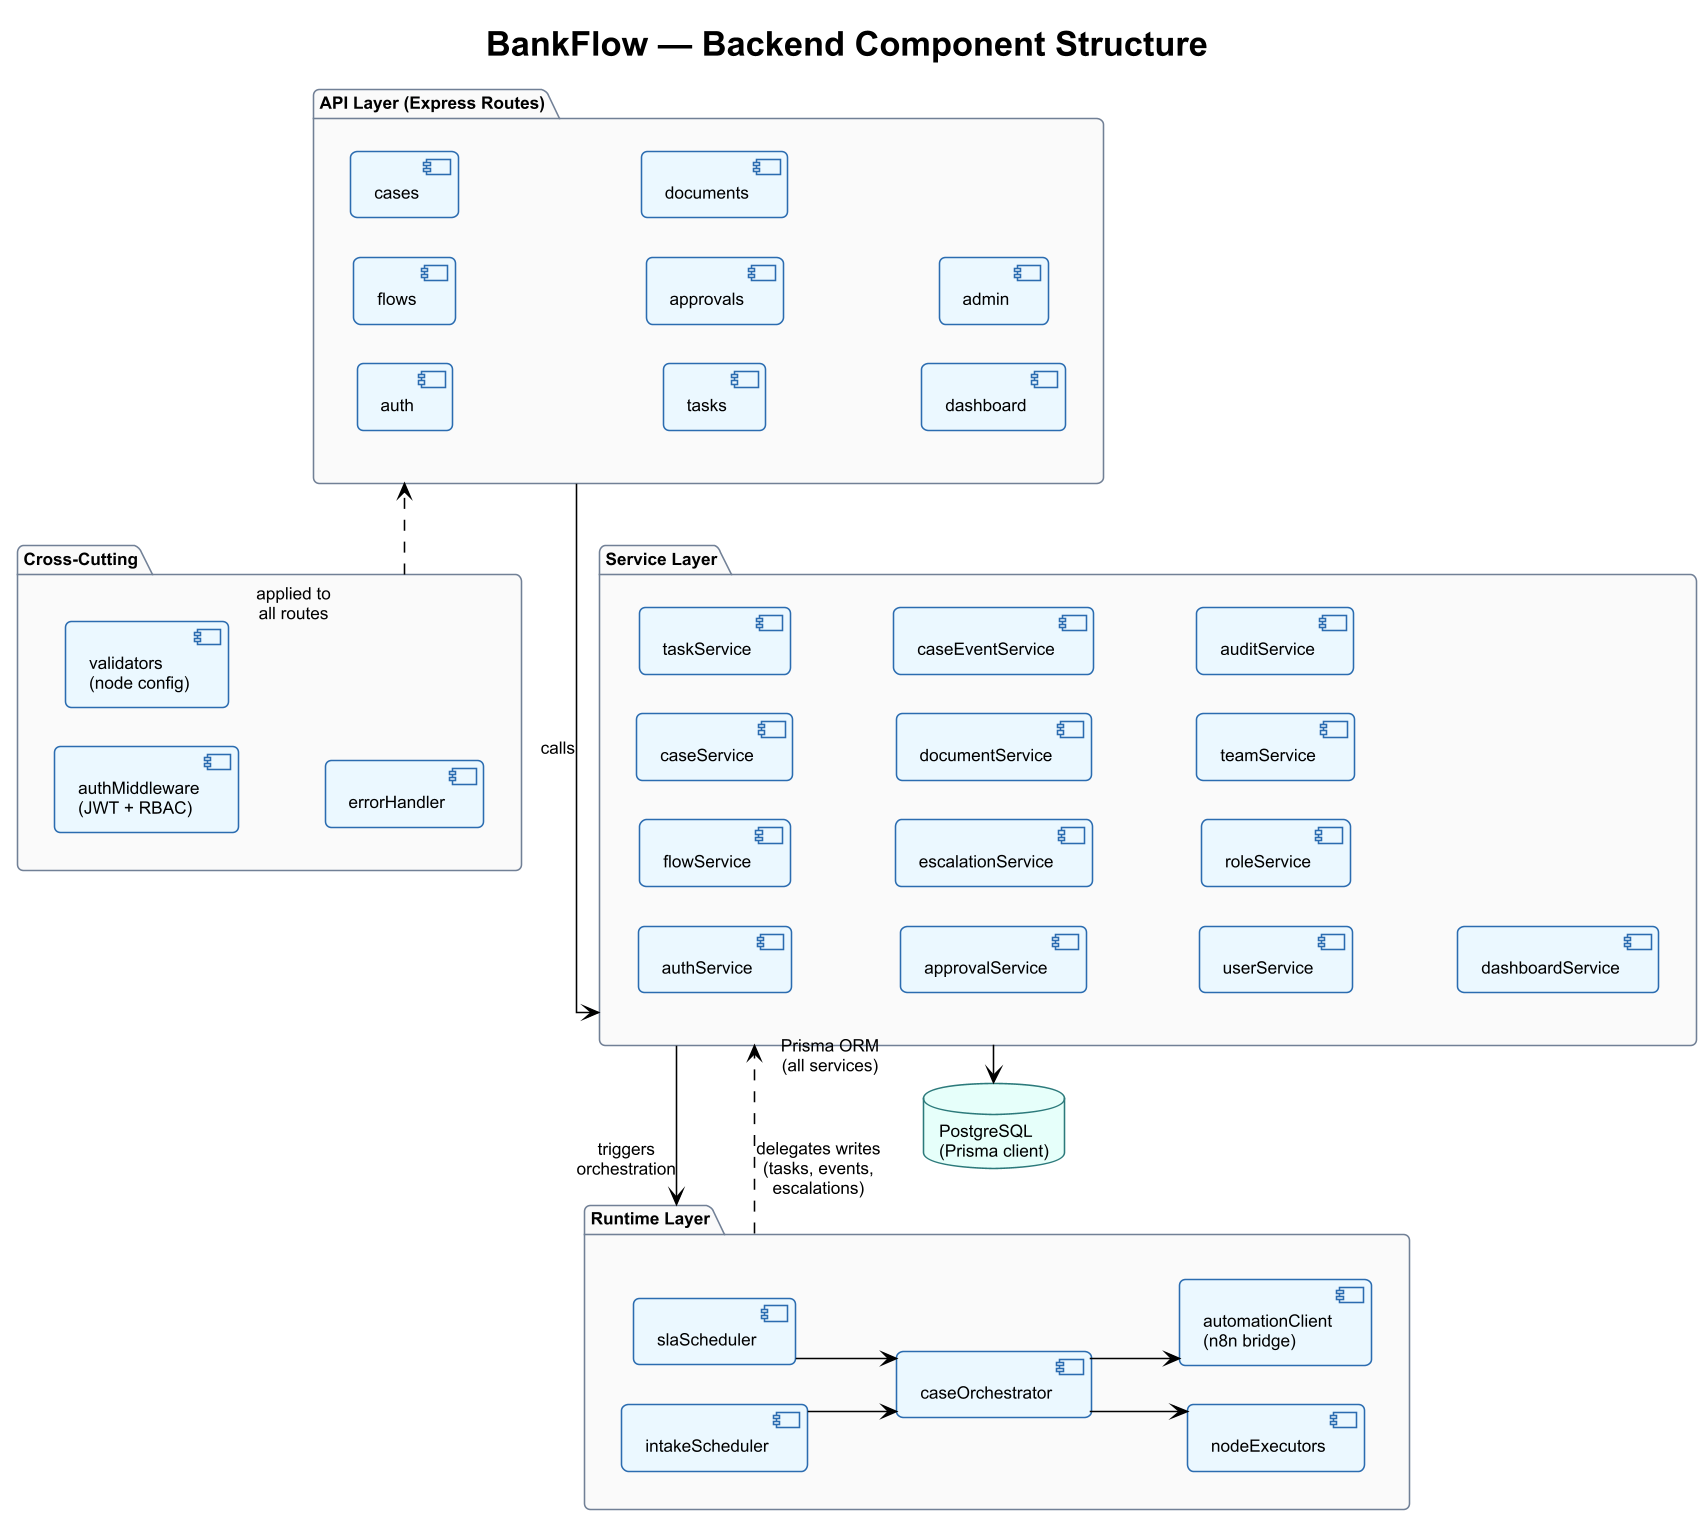 BankFlow — Backend Component Structure
API Layer (Express Routes)
cases
documents
flows
approvals
admin
auth
tasks
dashboard
Cross-Cutting
applied to
all routes
validators
(node config)
authMiddleware
(JWT + RBAC)
errorHandler
calls
Service Layer
taskService
caseEventService
auditService
caseService
documentService
teamService
flowService
escalationService
roleService
authService
approvalService
userService
dashboardService
Prisma ORM
(all services)
PostgreSQL
(Prisma client)
triggers
orchestration
delegates writes
(tasks, events,
escalations)
Runtime Layer
slaScheduler
automationClient
(n8n bridge)
caseOrchestrator
intakeScheduler
nodeExecutors